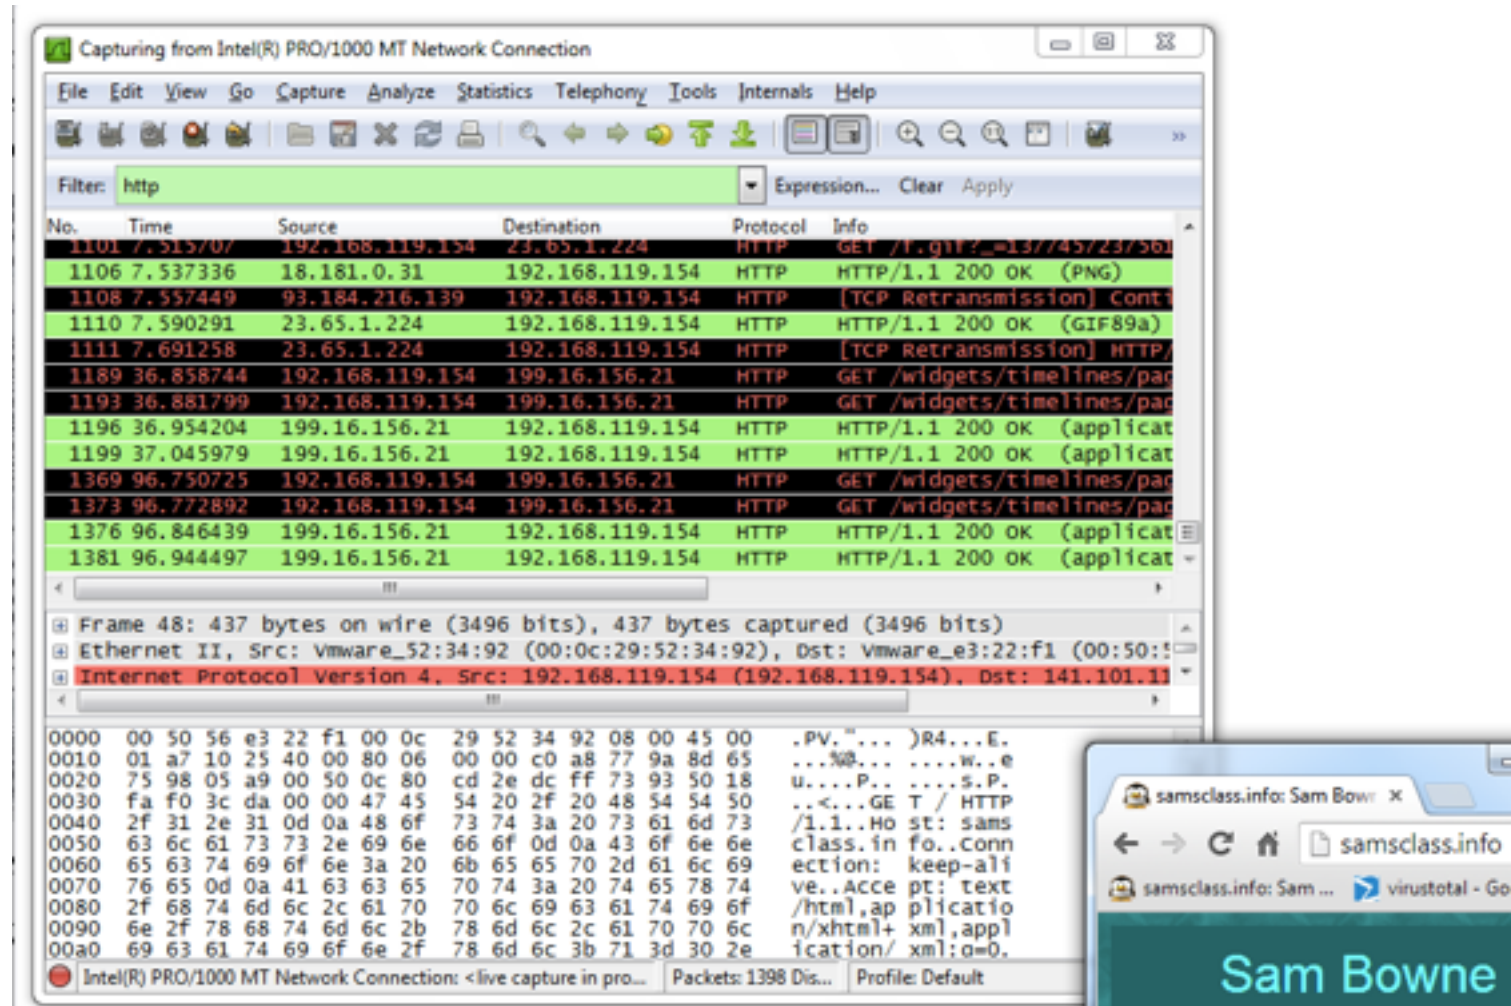 Capturing from Intel(R) PRO/1000 MT Network Connection
File Edit View Go Capture Analyze Statistics Telephony Tools Internals Help
Filter: http Expression... Clear Apply
No. Time Source Destination Protocol Info
1101 7.515707 192.168.119.154 23.65.1.224 HTTP GET /f.gif?_=1377457237561
1106 7.537336 18.181.0.31 192.168.119.154 HTTP HTTP/1.1 200 OK (PNG)
1108 7.557449 93.184.216.139 192.168.119.154 HTTP [TCP Retransmission] Conti
1110 7.590291 23.65.1.224 192.168.119.154 HTTP HTTP/1.1 200 OK (GIF89a)
1111 7.691258 23.65.1.224 192.168.119.154 HTTP [TCP Retransmission] HTTP/
1189 36.858744 192.168.119.154 199.16.156.21 HTTP GET /widgets/timelines/pag
1193 36.881799 192.168.119.154 199.16.156.21 HTTP GET /widgets/timelines/pag
1196 36.954204 199.16.156.21 192.168.119.154 HTTP HTTP/1.1 200 OK (applicat
1199 37.045979 199.16.156.21 192.168.119.154 HTTP HTTP/1.1 200 OK (applicat
1369 96.750725 192.168.119.154 199.16.156.21 HTTP GET /widgets/timelines/pag
1373 96.772892 192.168.119.154 199.16.156.21 HTTP GET /widgets/timelines/pag
1376 96.846439 199.16.156.21 192.168.119.154 HTTP HTTP/1.1 200 OK (applicat
1381 96.944497 199.16.156.21 192.168.119.154 HTTP HTTP/1.1 200 OK (applicat
Frame 48: 437 bytes on wire (3496 bits), 437 bytes captured (3496 bits)
Ethernet II, Src: Vmware_52:34:92 (00:0c:29:52:34:92), Dst: Vmware_e3:22:f1 (00:50:5
Internet Protocol Version 4, Src: 192.168.119.154 (192.168.119.154), Dst: 141.101.11
0000 00 50 56 e3 22 f1 00 0c 29 52 34 92 08 00 45 00 .PV."... )R4...E.
0010 01 a7 10 25 40 00 80 06 00 00 c0 a8 77 9a 8d 65 ...%@... ....w..e
0020 75 98 05 a9 00 50 0c 80 cd 2e dc ff 73 93 50 18 u....P.. ....s.P.
0030 fa f0 3c da 00 00 47 45 54 20 2f 20 48 54 54 50 ..<...GE T / HTTP
0040 2f 31 2e 31 0d 0a 48 6f 73 74 3a 20 73 61 6d 73 /1.1..Ho st: sams
0050 63 6c 61 73 73 2e 69 6e 66 6f 0d 0a 43 6f 6e 6e class.in fo..Conn
0060 65 63 74 69 6f 6e 3a 20 6b 65 65 70 2d 61 6c 69 ection: keep-ali
0070 76 65 0d 0a 41 63 63 65 70 74 3a 20 74 65 78 74 ve..Acce pt: text
0080 2f 68 74 6d 6c 2c 61 70 70 6c 69 63 61 74 69 6f /html,ap plicatio
0090 6e 2f 78 68 74 6d 6c 2b 78 6d 6c 2c 61 70 70 6c n/xhtml+ xml,appl
00a0 69 63 61 74 69 6f 6e 2f 78 6d 6c 3b 71 3d 30 2e ication/ xml;q=0.
Intel(R) PRO/1000 MT Network Connection: <live capture in pro... Packets: 1398 Dis... Profile: Default
samsclass.info: Sam Bown
samsclass.info
samsclass.info: Sam ... virustotal - Go
Sam Bowne